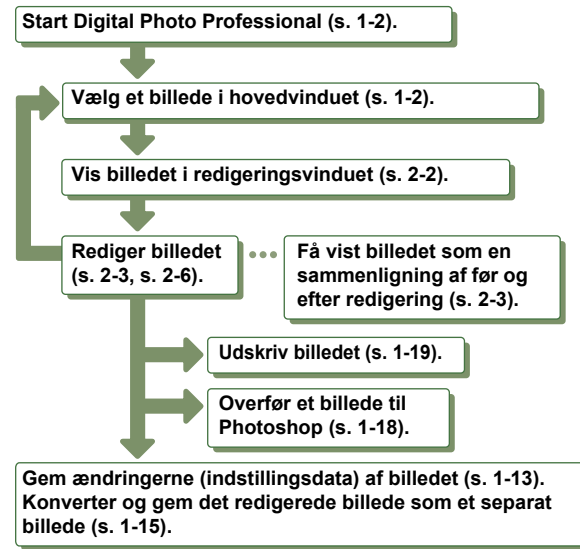 Start Digital Photo Professional (s. 1-2).
Vælg et billede i hovedvinduet (s. 1-2).
Vis billedet i redigeringsvinduet (s. 2-2).
Rediger billedet
(s. 2-3, s. 2-6).
Få vist billedet som en
sammenligning af før og
efter redigering (s. 2-3).
Udskriv billedet (s. 1-19).
Overfør et billede til
Photoshop (s. 1-18).
Gem ændringerne (indstillingsdata) af billedet (s. 1-13).
Konverter og gem det redigerede billede som et separat
billede (s. 1-15).